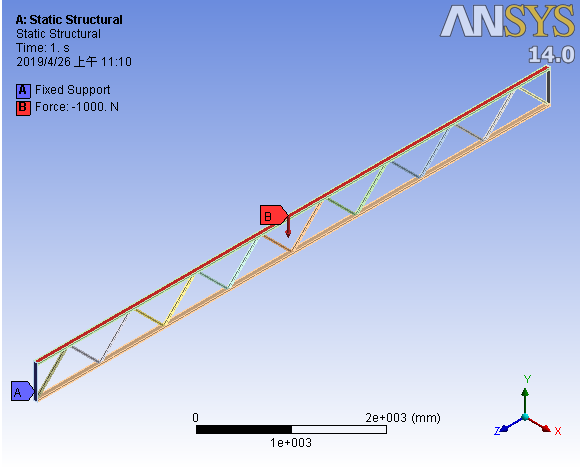 A: Static Structural
Static Structural
Time: 1. s
2019/4/26 上午 11:10
A Fixed Support
B Force: -1000. N
ANSYS
14.0
B
A
0 2e+003 (mm)
1e+003
Y
Z X